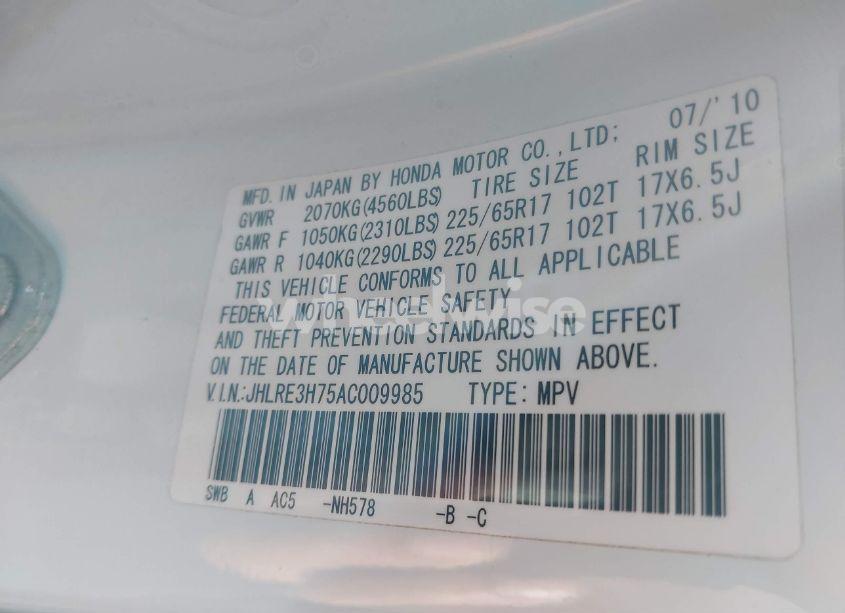 MFD. IN JAPAN BY HONDA MOTOR CO.,LTD; 07/'10
GVWR 2070KG(4560LBS) TIRE SIZE RIM SIZE
GAWR F 1050KG(2310LBS) 225/65R17 102T 17X6.5J
GAWR R 1040KG(2290LBS) 225/65R17 102T 17X6.5J
THIS VEHICLE CONFORMS TO ALL APPLICABLE
FEDERAL MOTOR VEHICLE SAFETY
AND THEFT PREVENTION STANDARDS IN EFFECT
ON THE DATE OF MANUFACTURE SHOWN ABOVE.
V.I.N.:JHLRE3H75AC009985 TYPE: MPV
SWB A AC5 -NH578 -B -C
wheelwise